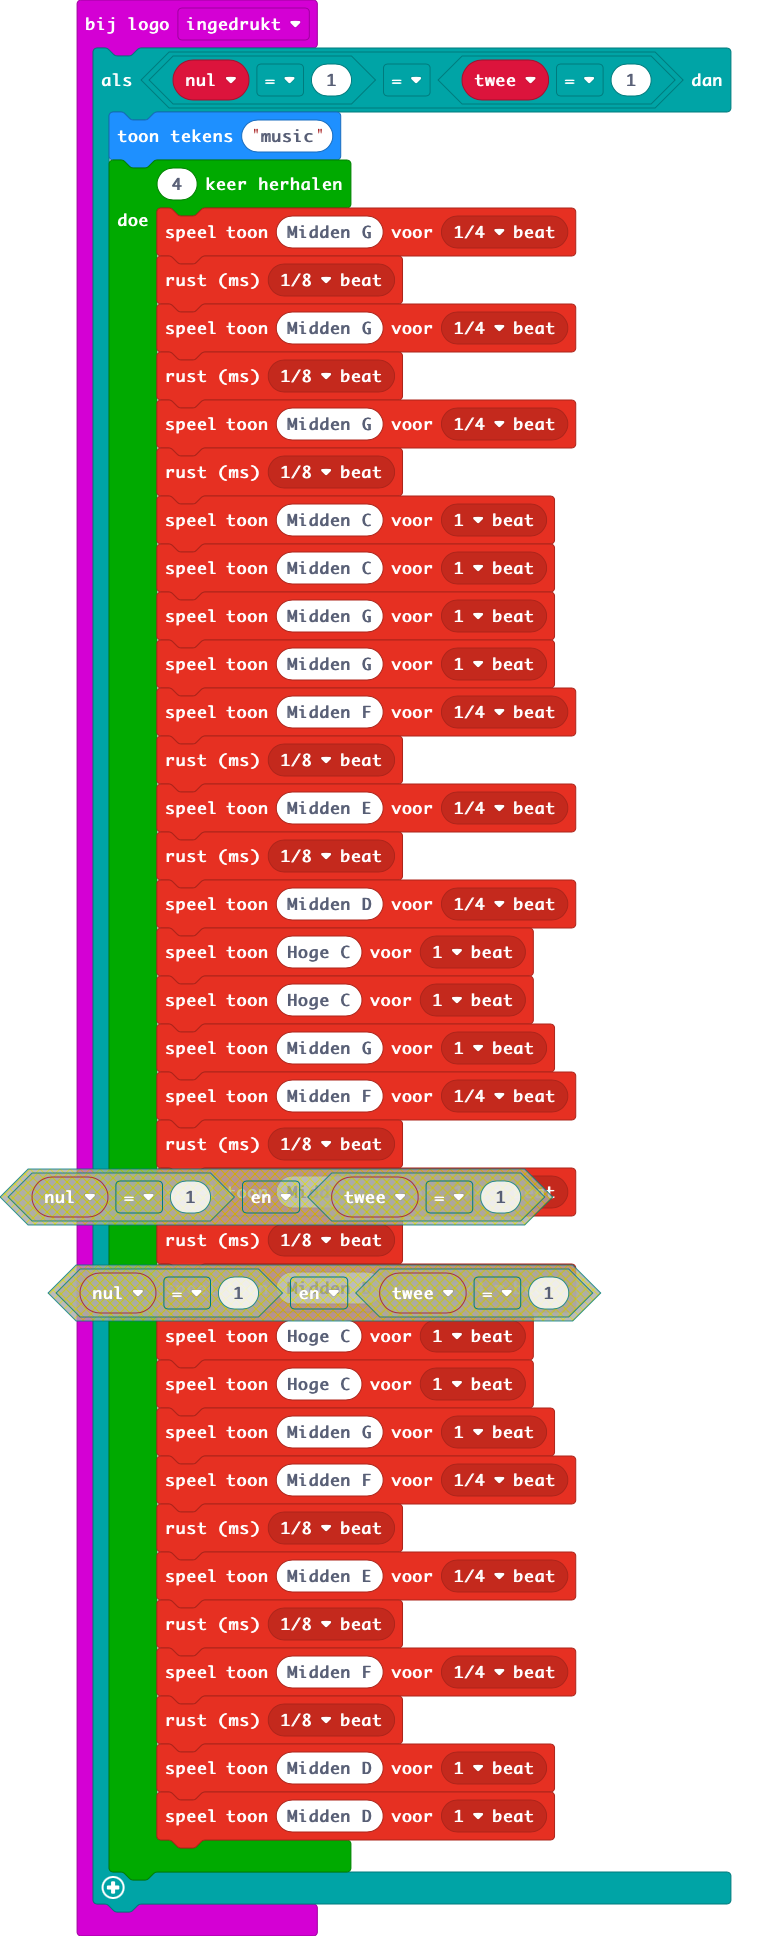 bij logo ingedrukt
als nul = 1 = twee = 1 dan
toon tekens "music"
4 keer herhalen
doe
speel toon Midden G voor 1/4 beat
rust (ms) 1/8 beat
speel toon Midden G voor 1/4 beat
rust (ms) 1/8 beat
speel toon Midden G voor 1/4 beat
rust (ms) 1/8 beat
speel toon Midden C voor 1 beat
speel toon Midden C voor 1 beat
speel toon Midden G voor 1 beat
speel toon Midden G voor 1 beat
speel toon Midden F voor 1/4 beat
rust (ms) 1/8 beat
speel toon Midden E voor 1/4 beat
rust (ms) 1/8 beat
speel toon Midden D voor 1/4 beat
speel toon Hoge C voor 1 beat
speel toon Hoge C voor 1 beat
speel toon Midden G voor 1 beat
speel toon Midden F voor 1/4 beat
rust (ms) 1/8 beat
nul = 1 en twee = 1
rust (ms) 1/8 beat
nul = 1 en twee = 1
speel toon Hoge C voor 1 beat
speel toon Hoge C voor 1 beat
speel toon Midden G voor 1 beat
speel toon Midden F voor 1/4 beat
rust (ms) 1/8 beat
speel toon Midden E voor 1/4 beat
rust (ms) 1/8 beat
speel toon Midden F voor 1/4 beat
rust (ms) 1/8 beat
speel toon Midden D voor 1 beat
speel toon Midden D voor 1 beat